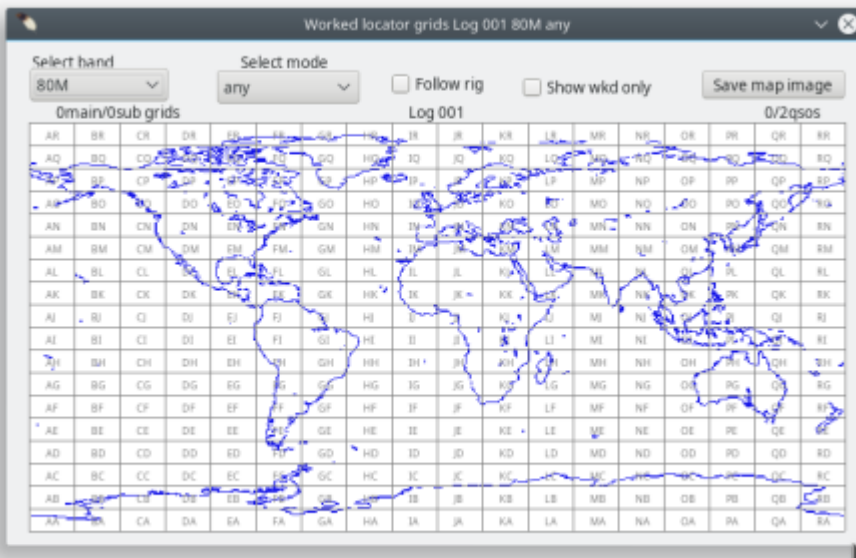 Worked locator grids Log 001 80M any
Select band Select mode
80M any Follow rig Show wkd only Save map image
0main/0sub grids Log 001 0/2qsos
AR BR CR DR ER FR GR HR IR JR KR LR MR NR OR PR QR RR
AQ BQ CQ DQ FQ GQ HQ IQ JQ KQ LQ MQ NQ OQ PQ QQ RQ
BP CP DP EP FP GP HP IP JP KP LP MP NP OP PP QP RP
AO BO CO DO EO FO GO HO IO JO KO LO MO NO OO PO QO RO
AN BN CN DN EN FN GN HN IN JN KN LN MN NN ON PN QN RN
AM BM CM DM EM FM GM HM IM JM KM LM MM NM OM PM QM RM
AL BL CL DL EL FL GL HL IL JL KL LL ML NL OL PL QL RL
AK BK CK DK EK FK GK HK IK JK KK LK MK NK OK PK QK RK
AJ BJ CJ DJ EJ FJ GJ HJ IJ JJ KJ LJ MJ NJ OJ PJ QJ RJ
AI BI CI DI EI FI GI HI II JI KI LI MI NI OI PI QI RI
AH BH CH DH EH FH GH HH IH JH KH LH MH NH OH PH QH RH
AG BG CG DG EG FG GG HG IG JG KG LG MG NG OG PG QG RG
AF BF CF DF EF FF GF HF IF JF KF LF MF NF OF PF QF RF
AE BE CE DE EE FE GE HE IE JE KE LE ME NE OE PE QE RE
AD BD CD DD ED FD GD HD ID JD KD LD MD ND OD PD QD RD
AC BC CC DC EC FC GC HC IC JC KC LC MC NC OC PC QC RC
AB BB CB DB EB FB GB HB IB JB KB LB MB NB OB PB QB RB
AA BA CA DA EA FA GA HA IA JA KA LA MA NA OA PA QA RA